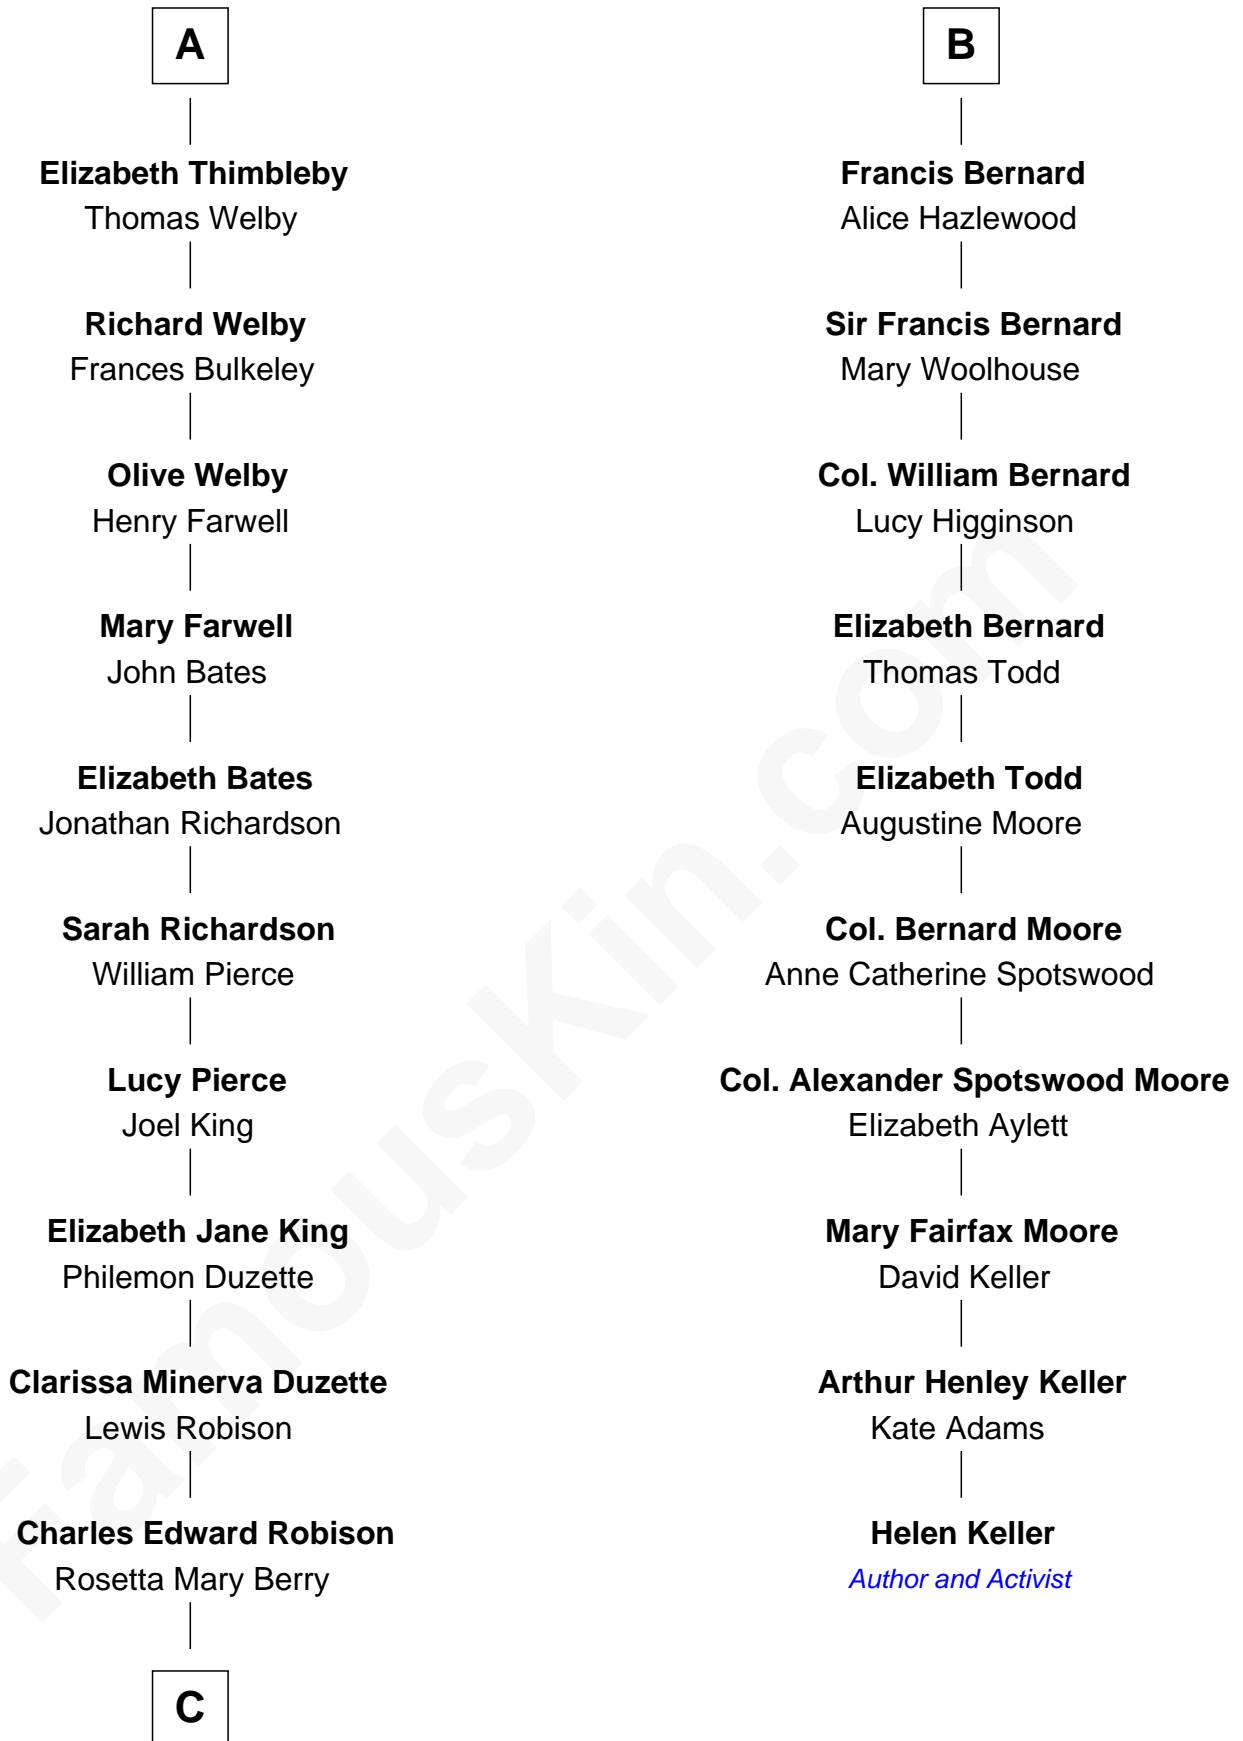 A
Elizabeth Thimbleby
Thomas Welby
Richard Welby
Frances Bulkeley
Olive Welby
Henry Farwell
Mary Farwell
John Bates
Elizabeth Bates
Jonathan Richardson
Sarah Richardson
William Pierce
Lucy Pierce
Joel King
Elizabeth Jane King
Philemon Duzette
Clarissa Minerva Duzette
Lewis Robison
Charles Edward Robison
Rosetta Mary Berry
C
B
Francis Bernard
Alice Hazlewood
Sir Francis Bernard
Mary Woolhouse
Col. William Bernard
Lucy Higginson
Elizabeth Bernard
Thomas Todd
Elizabeth Todd
Augustine Moore
Col. Bernard Moore
Anne Catherine Spotswood
Col. Alexander Spotswood Moore
Elizabeth Aylett
Mary Fairfax Moore
David Keller
Arthur Henley Keller
Kate Adams
Helen Keller
Author and Activist
FamousKin.com